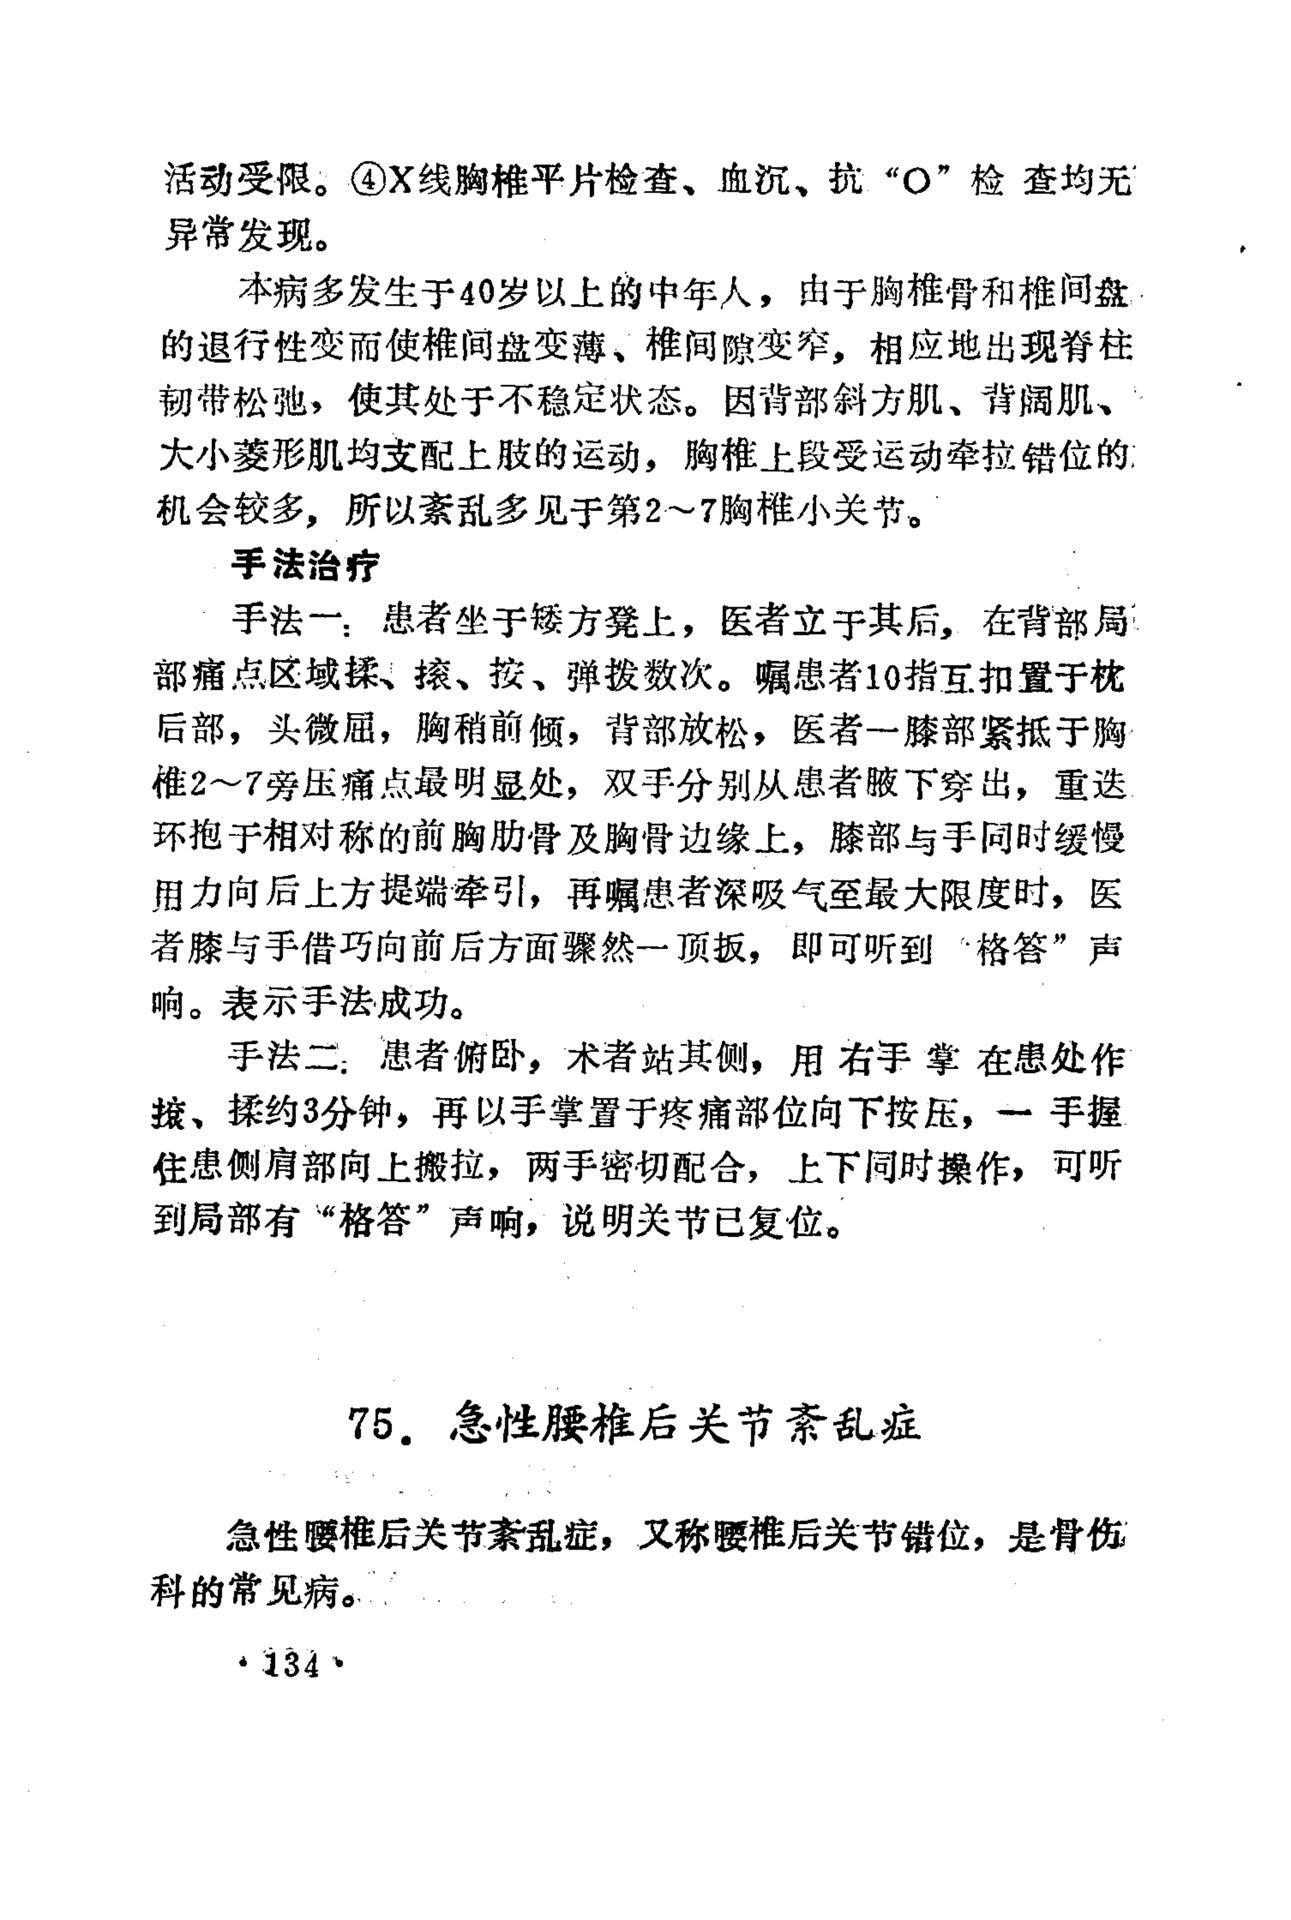 活动受限。④X线胸椎平片检查、血沉、抗“O”检 查均无
异常发现。
本病多发生于40岁以上的中年人，由于胸椎骨和椎间盘
的退行性变而使椎间盘变薄、椎间隙变窄，相应地出现脊柱
韧带松弛，使其处于不稳定状态。因背部斜方肌、背阔肌、
大小菱形肌均支配上肢的运动，胸椎上段受运动牵拉错位的
机会较多，所以紊乱多见于第2～7胸椎小关节。
手法治疗
手法一：患者坐于矮方凳上，医者立于其后，在背部局
部痛点区域揉、㨰、按、弹拨数次。嘱患者10指互扣置于枕
后部，头微屈，胸稍前倾，背部放松，医者一膝部紧抵于胸
椎2～7旁压痛点最明显处，双手分别从患者腋下穿出，重迭
环抱于相对称的前胸肋骨及胸骨边缘上，膝部与手同时缓慢
用力向后上方提端牵引，再嘱患者深吸气至最大限度时，医
者膝与手借巧向前后方面骤然一顶扳，即可听到“格答”声
响。表示手法成功。
手法二：患者俯卧，术者站其侧，用 右手 掌 在患处作
㨰、揉约3分钟，再以手掌置于疼痛部位向下按压，一 手握
住患侧肩部向上搬拉，两手密切配合，上下同时操作，可听
到局部有“格答”声响，说明关节已复位。
75．急性腰椎后关节紊乱症
急性腰椎后关节紊乱症，又称腰椎后关节错位，是骨伤
科的常见病。
·134·